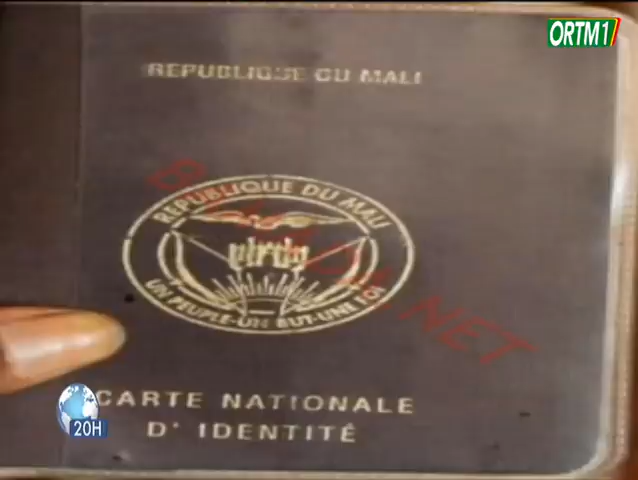 ORTM1
REPUBLIQUE DU MALI
REPUBLIQUE DU MALI
UN PEUPLE-UN BUT-UNE FOI
CARTE NATIONALE
D' IDENTITÉ
20H